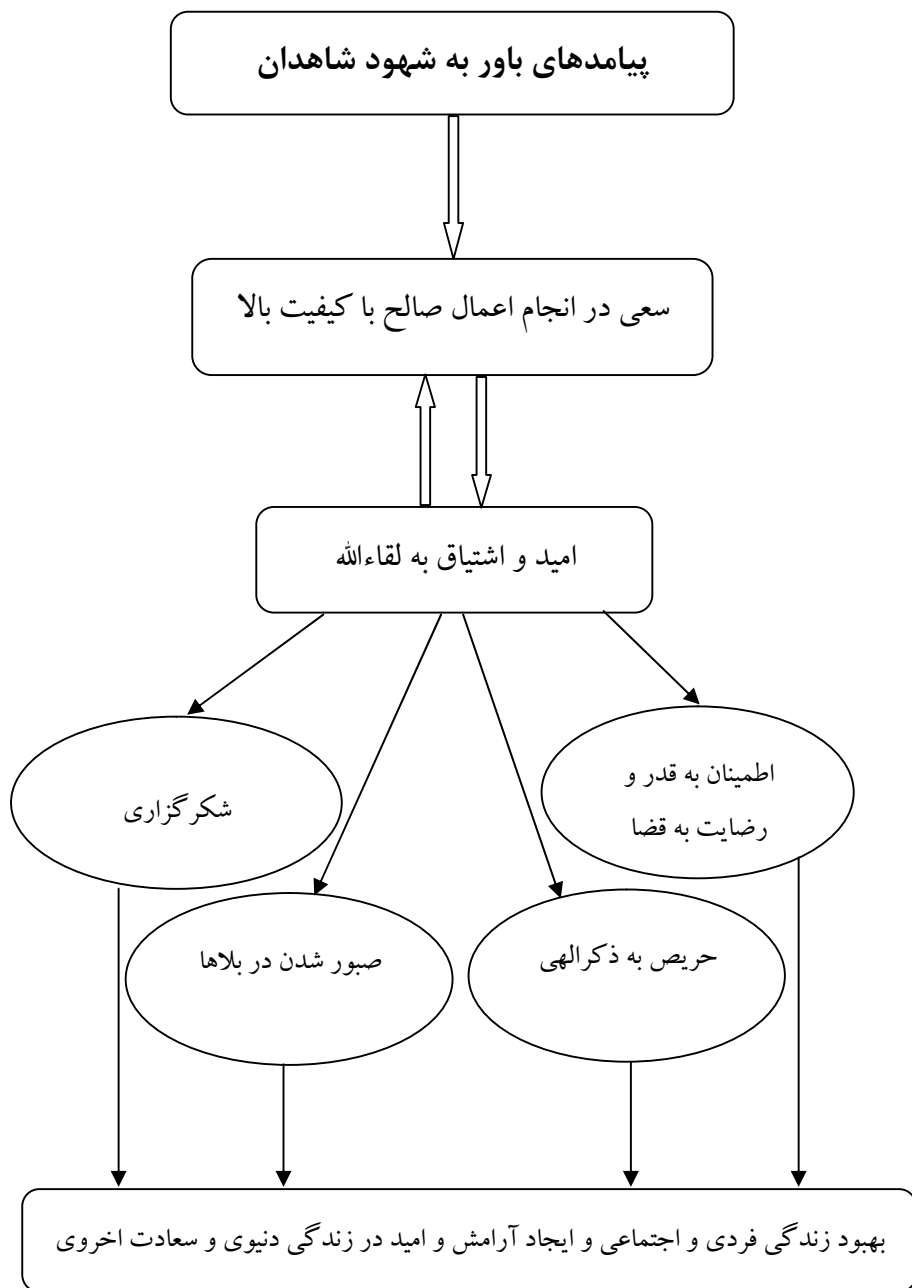 پیامدهای باور به شهود شاهدان
سعی در انجام اعمال صالح با کیفیت بالا
امید و اشتیاق به لقاءالله
اطمینان به قدر و
رضایت به قضا
شکرگزاری
حریص به ذکرالهی
صبور شدن در بلاها
بهبود زندگی فردی و اجتماعی و ایجاد آرامش و امید در زندگی دنیوی و سعادت اخروی